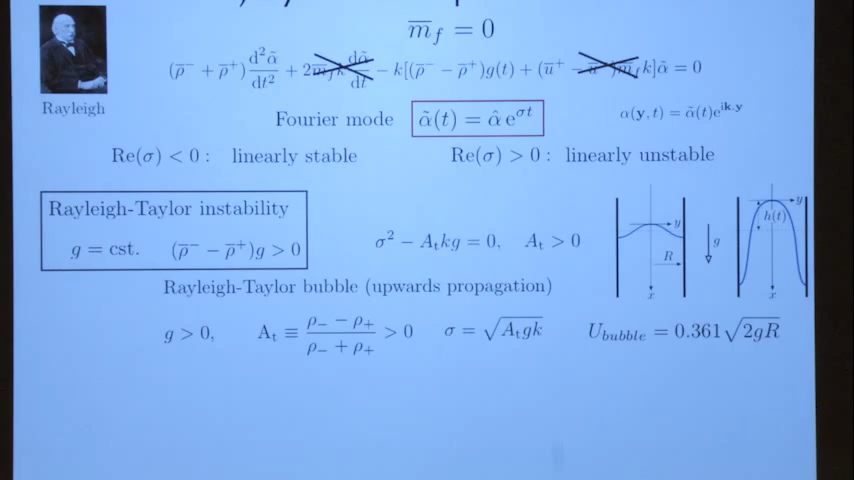 m̄_f = 0
(ρ̄⁻ + ρ̄⁺) d²α̃/dt² + 2m̄_f k dα̃/dt − k[(ρ̄⁻ − ρ̄⁺)g(t) + (ū⁺ − ū⁻)m̄_f k]α̃ = 0
Rayleigh
Fourier mode α̃(t) = α̂ e^{σt} α(y, t) = α̃(t)e^{ik.y}
Re(σ) < 0 : linearly stable Re(σ) > 0 : linearly unstable
Rayleigh-Taylor instability
g = cst. (ρ̄⁻ − ρ̄⁺)g > 0
σ² − A_t kg = 0, A_t > 0
y
R
x
g
y
h(t)
x
Rayleigh-Taylor bubble (upwards propagation)
g > 0, A_t ≡ (ρ₋ − ρ₊)/(ρ₋ + ρ₊) > 0 σ = √(A_t gk) U_bubble = 0.361√(2gR)